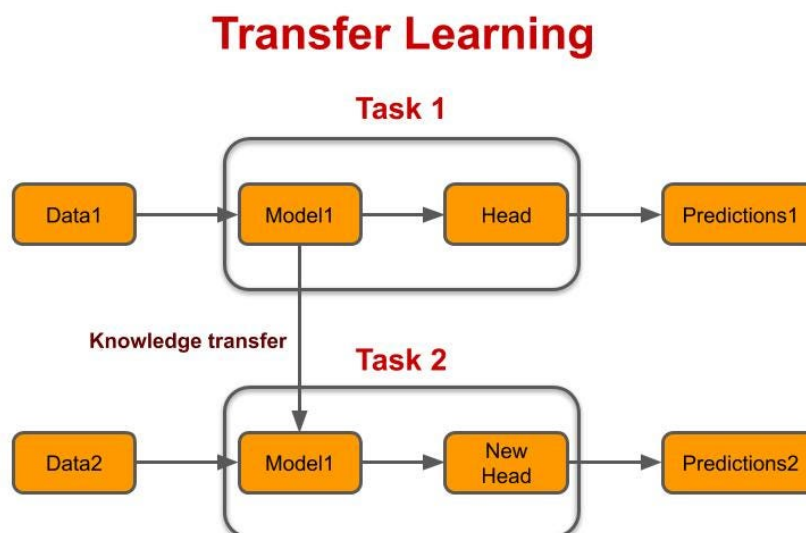 Transfer Learning
Task 1
Data1
Model1
Head
Predictions1
Knowledge transfer
Task 2
Data2
Model1
New
Head
Predictions2